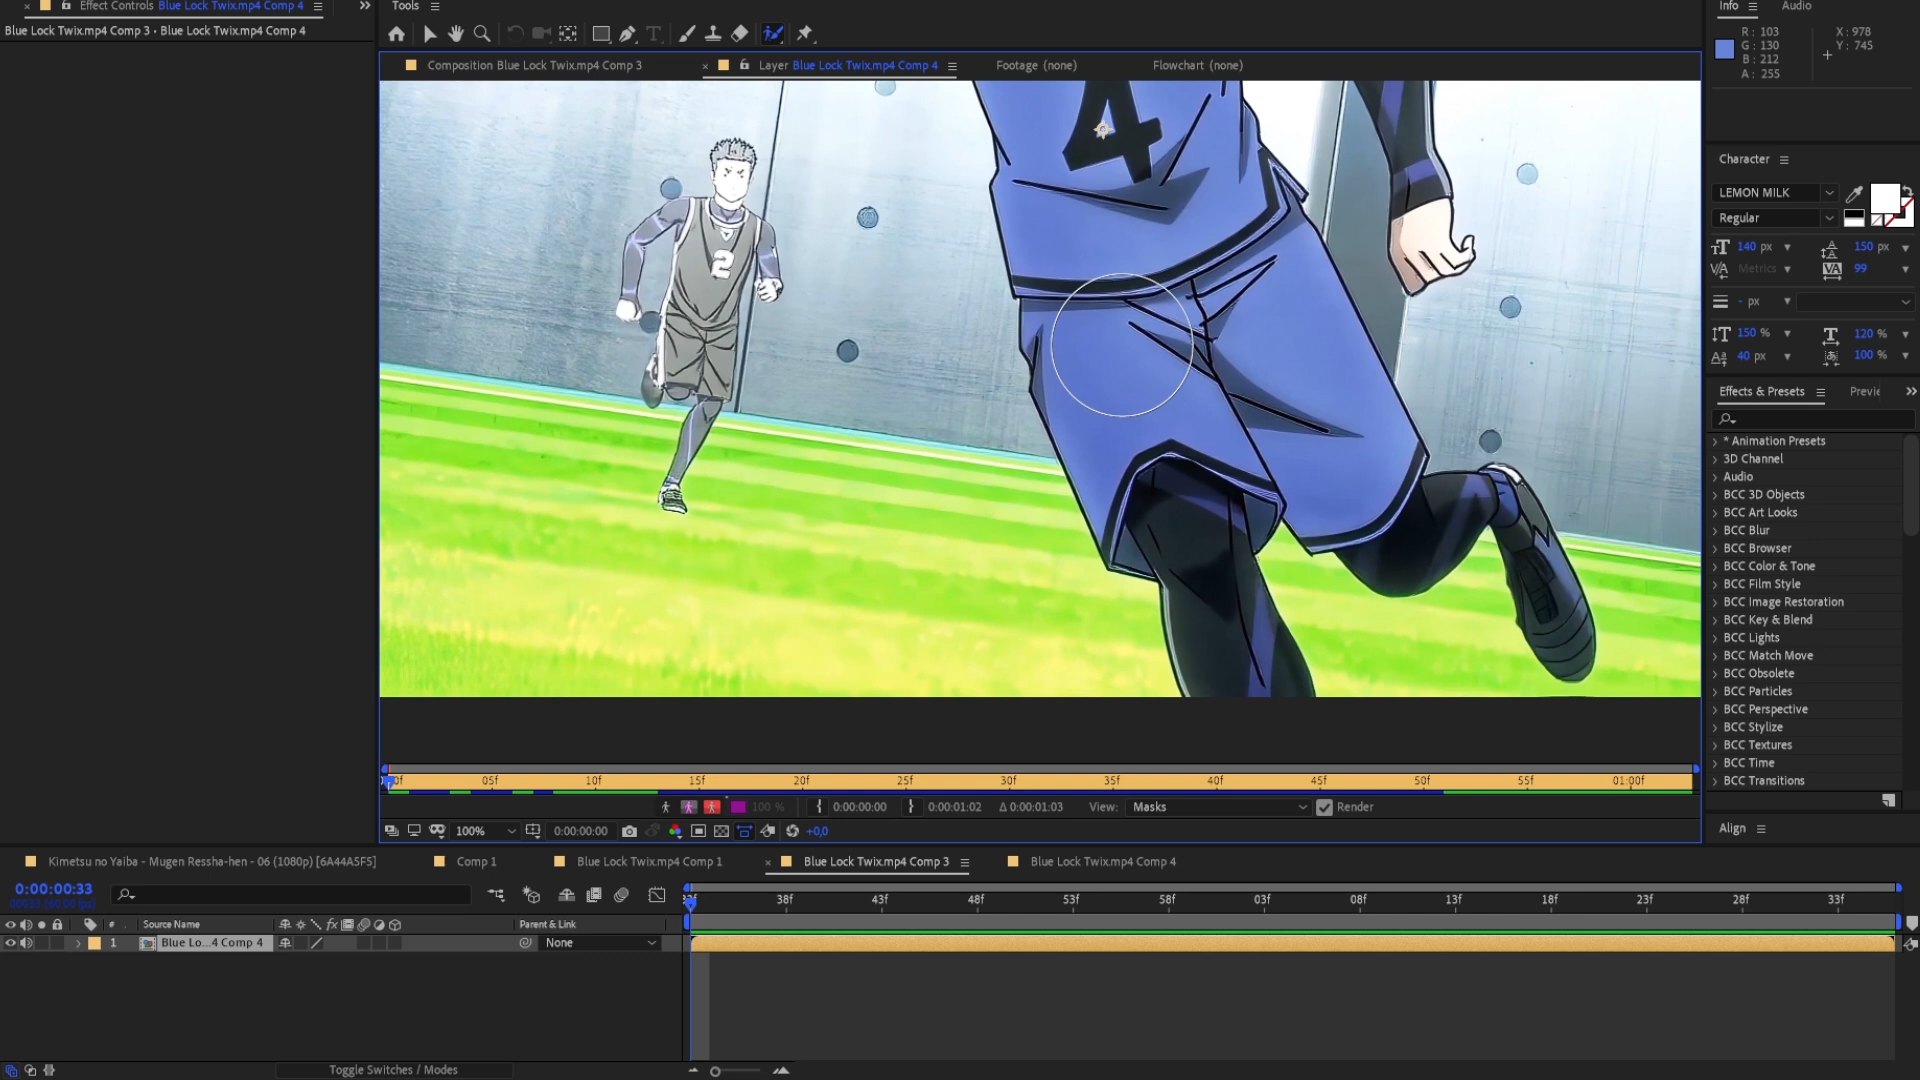 Effect Controls Blue Lock Twix.mp4 Comp 4
Tools
Info
Audio
Blue Lock Twix.mp4 Comp 3 • Blue Lock Twix.mp4 Comp 4
R: 103
G: 130
B: 212
A: 255
X: 978
Y: 745
Composition Blue Lock Twix.mp4 Comp 3
Layer Blue Lock Twix.mp4 Comp 4
Footage (none)
Flowchart (none)
4
2
Character
LEMON MILK
Regular
140 px
150 px
Metrics
99
- px
150 %
120 %
40 px
100 %
Effects & Presets
Previe
* Animation Presets
3D Channel
Audio
BCC 3D Objects
BCC Art Looks
BCC Blur
BCC Browser
BCC Color & Tone
BCC Film Style
BCC Image Restoration
BCC Key & Blend
BCC Lights
BCC Match Move
BCC Obsolete
BCC Particles
BCC Perspective
BCC Stylize
BCC Textures
BCC Time
BCC Transitions
Align
05f 10f 15f 20f 25f 30f 35f 40f 45f 50f 55f 01:00f
100 %
0:00:00:00
0:00:01:02
Δ 0:00:01:03
View: Masks
Render
100%
0:00:00:00
+0,0
Kimetsu no Yaiba - Mugen Ressha-hen - 06 (1080p) [6A44A5F5]
Comp 1
Blue Lock Twix.mp4 Comp 1
Blue Lock Twix.mp4 Comp 3
Blue Lock Twix.mp4 Comp 4
0:00:00:33
38f 43f 48f 53f 58f 03f 08f 13f 18f 23f 28f 33f
# Source Name
Parent & Link
1 Blue Lo...4 Comp 4
None
Toggle Switches / Modes